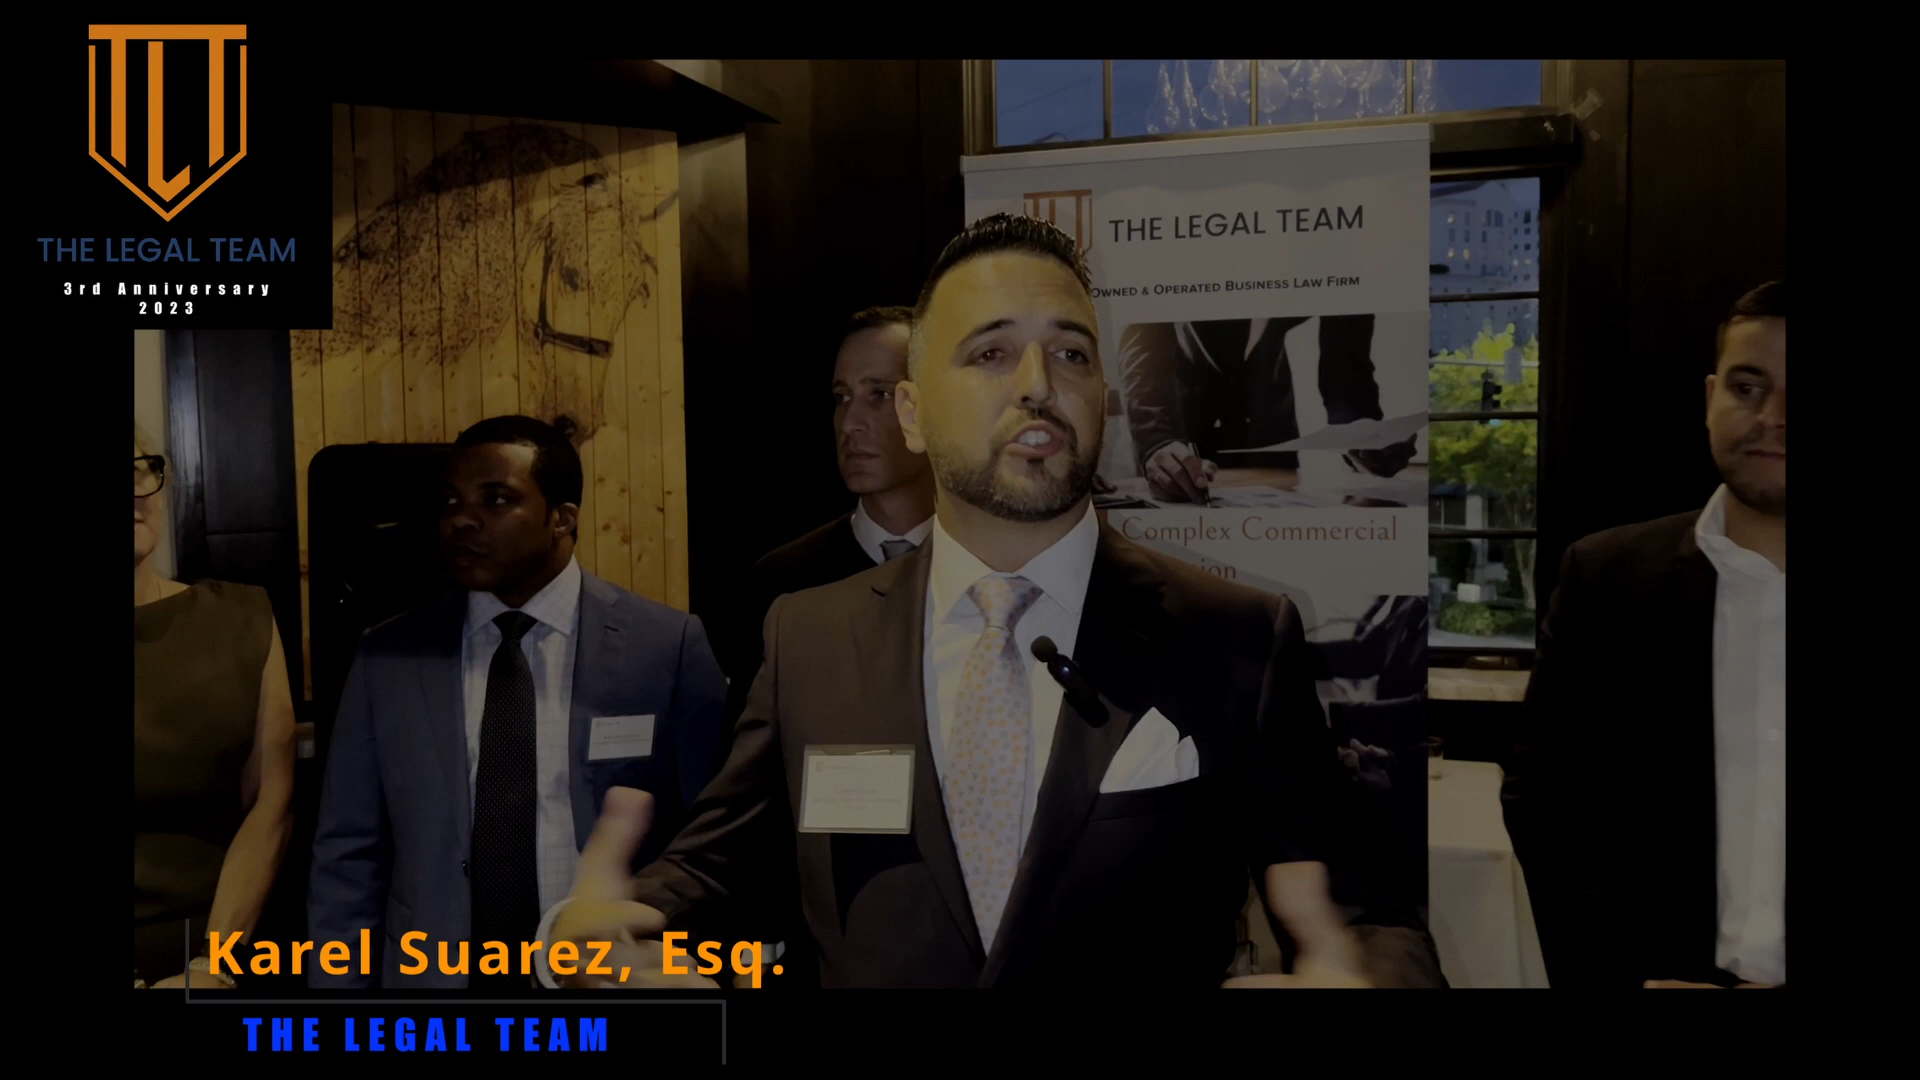 THE LEGAL TEAM
3rd Anniversary
2023
THE LEGAL TEAM
OWNED & OPERATED BUSINESS LAW FIRM
Complex Commercial
Karel Suarez, Esq.
THE LEGAL TEAM